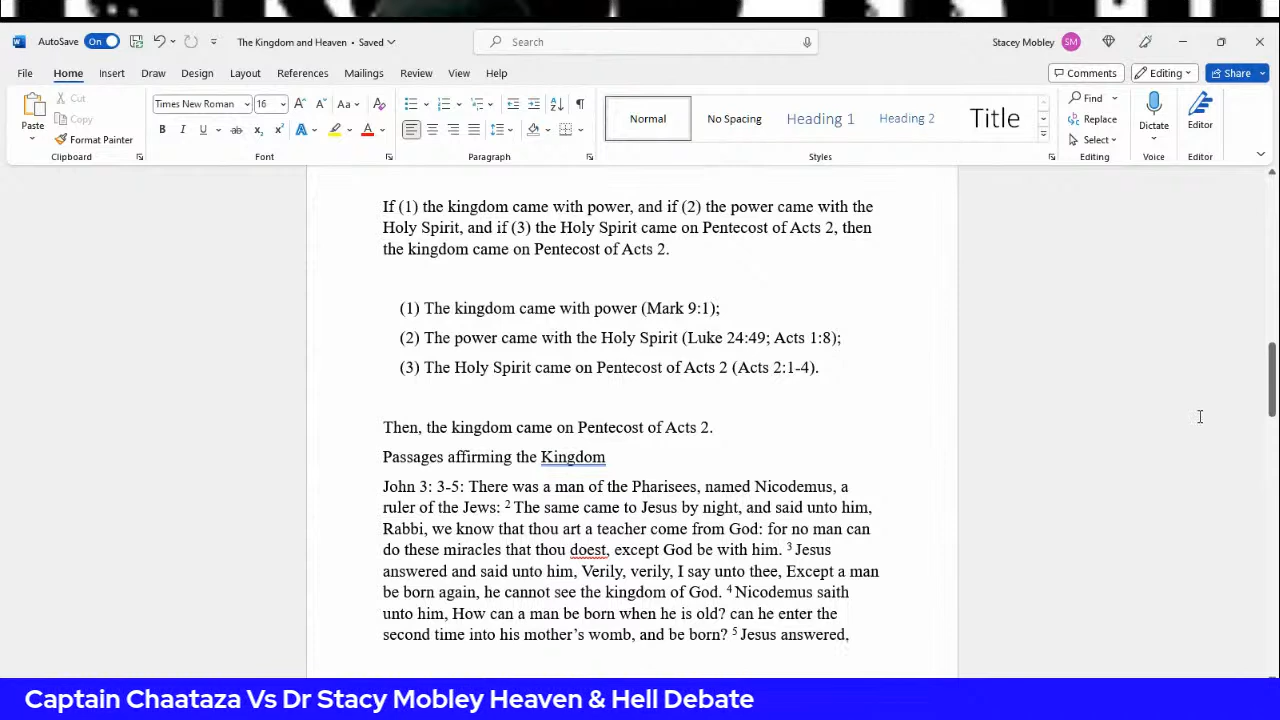 AutoSave On The Kingdom and Heaven • Saved Search Stacey Mobley SM
File Home Insert Draw Design Layout References Mailings Review View Help Comments Editing Share
Paste Cut Copy Format Painter
Times New Roman 16 A A Aa A
B I U ab x₂ x² A A
Normal No Spacing Heading 1 Heading 2 Title
Find Replace Select Dictate Editor
Clipboard Font Paragraph Styles Editing Voice Editor
If (1) the kingdom came with power, and if (2) the power came with the
Holy Spirit, and if (3) the Holy Spirit came on Pentecost of Acts 2, then
the kingdom came on Pentecost of Acts 2.
(1) The kingdom came with power (Mark 9:1);
(2) The power came with the Holy Spirit (Luke 24:49; Acts 1:8);
(3) The Holy Spirit came on Pentecost of Acts 2 (Acts 2:1-4).
Then, the kingdom came on Pentecost of Acts 2.
Passages affirming the Kingdom
John 3: 3-5: There was a man of the Pharisees, named Nicodemus, a
ruler of the Jews: ² The same came to Jesus by night, and said unto him,
Rabbi, we know that thou art a teacher come from God: for no man can
do these miracles that thou doest, except God be with him. ³ Jesus
answered and said unto him, Verily, verily, I say unto thee, Except a man
be born again, he cannot see the kingdom of God. ⁴ Nicodemus saith
unto him, How can a man be born when he is old? can he enter the
second time into his mother’s womb, and be born? ⁵ Jesus answered,
Captain Chaataza Vs Dr Stacy Mobley Heaven & Hell Debate